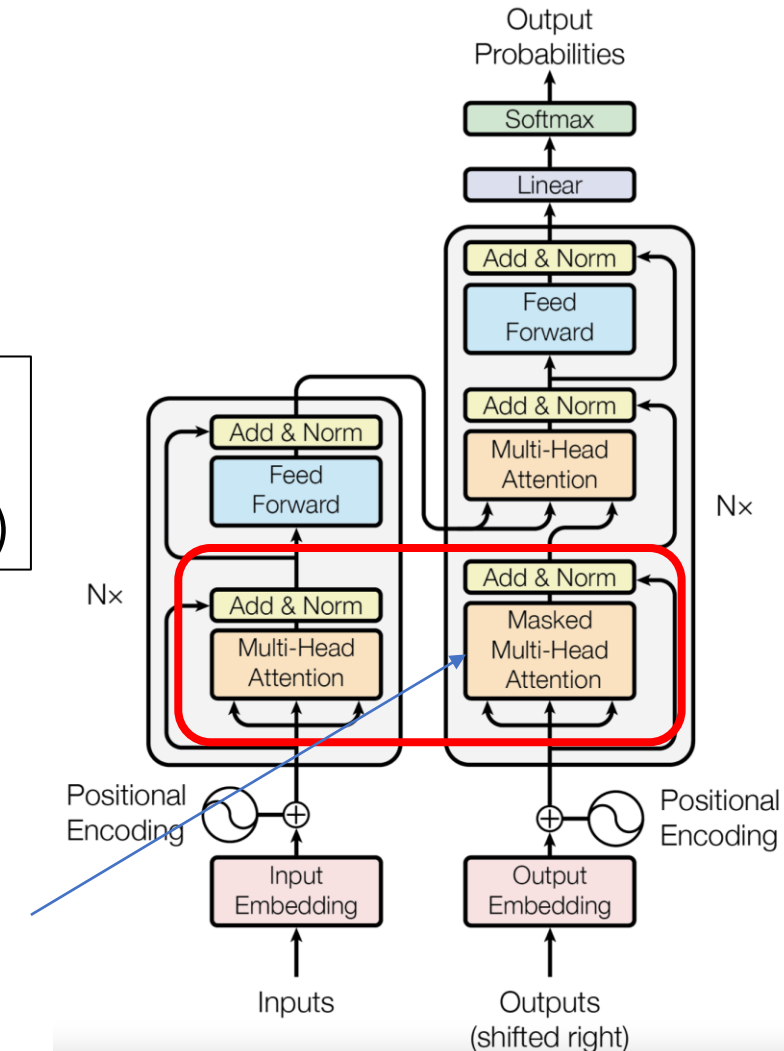 Output
Probabilities
Softmax
Linear
Add & Norm
Feed
Forward
Add & Norm
Multi-Head
Attention
Nx
Add & Norm
Masked
Multi-Head
Attention
Add & Norm
Feed
Forward
Nx
Add & Norm
Multi-Head
Attention
)
Positional
Encoding
Positional
Encoding
Input
Embedding
Output
Embedding
Inputs
Outputs
(shifted right)